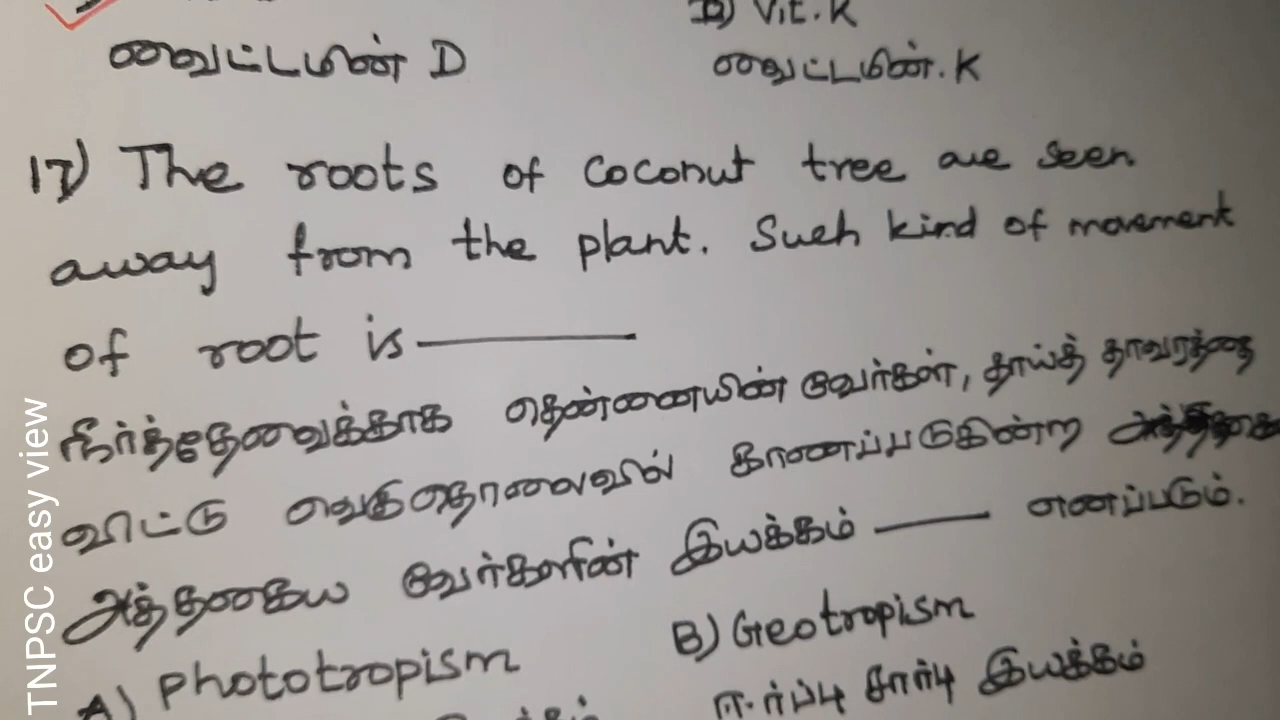 B) Vit.K
வைட்டமின் D
வைட்டமின்.K
17) The roots of coconut tree are seen
away from the plant. Such kind of movement
of root is ———
நீர்த்தேவைக்காக தென்னையின் வேர்கள், தாய்த் தாவரத்தை
விட்டு வெகுதொலைவில் காணப்படுகின்ற
அத்தகைய வேர்களின் இயக்கம் ——— எனப்படும்.
A) Phototropism
B) Geotropism
சார்பு இயக்கம்
TNPSC easy view